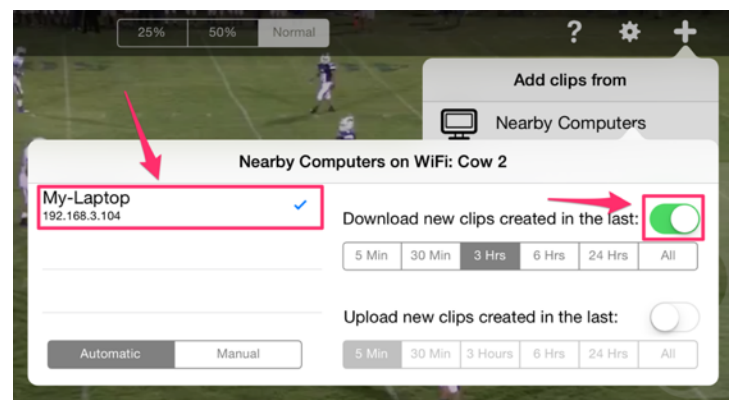 25% 50% Normal ?
Add clips from
Nearby Computers
Nearby Computers on WiFi: Cow 2
My-Laptop
192.168.3.104
Download new clips created in the last:
5 Min 30 Min 3 Hrs 6 Hrs 24 Hrs All
Upload new clips created in the last:
Automatic Manual
5 Min 30 Min 3 Hours 6 Hrs 24 Hrs All